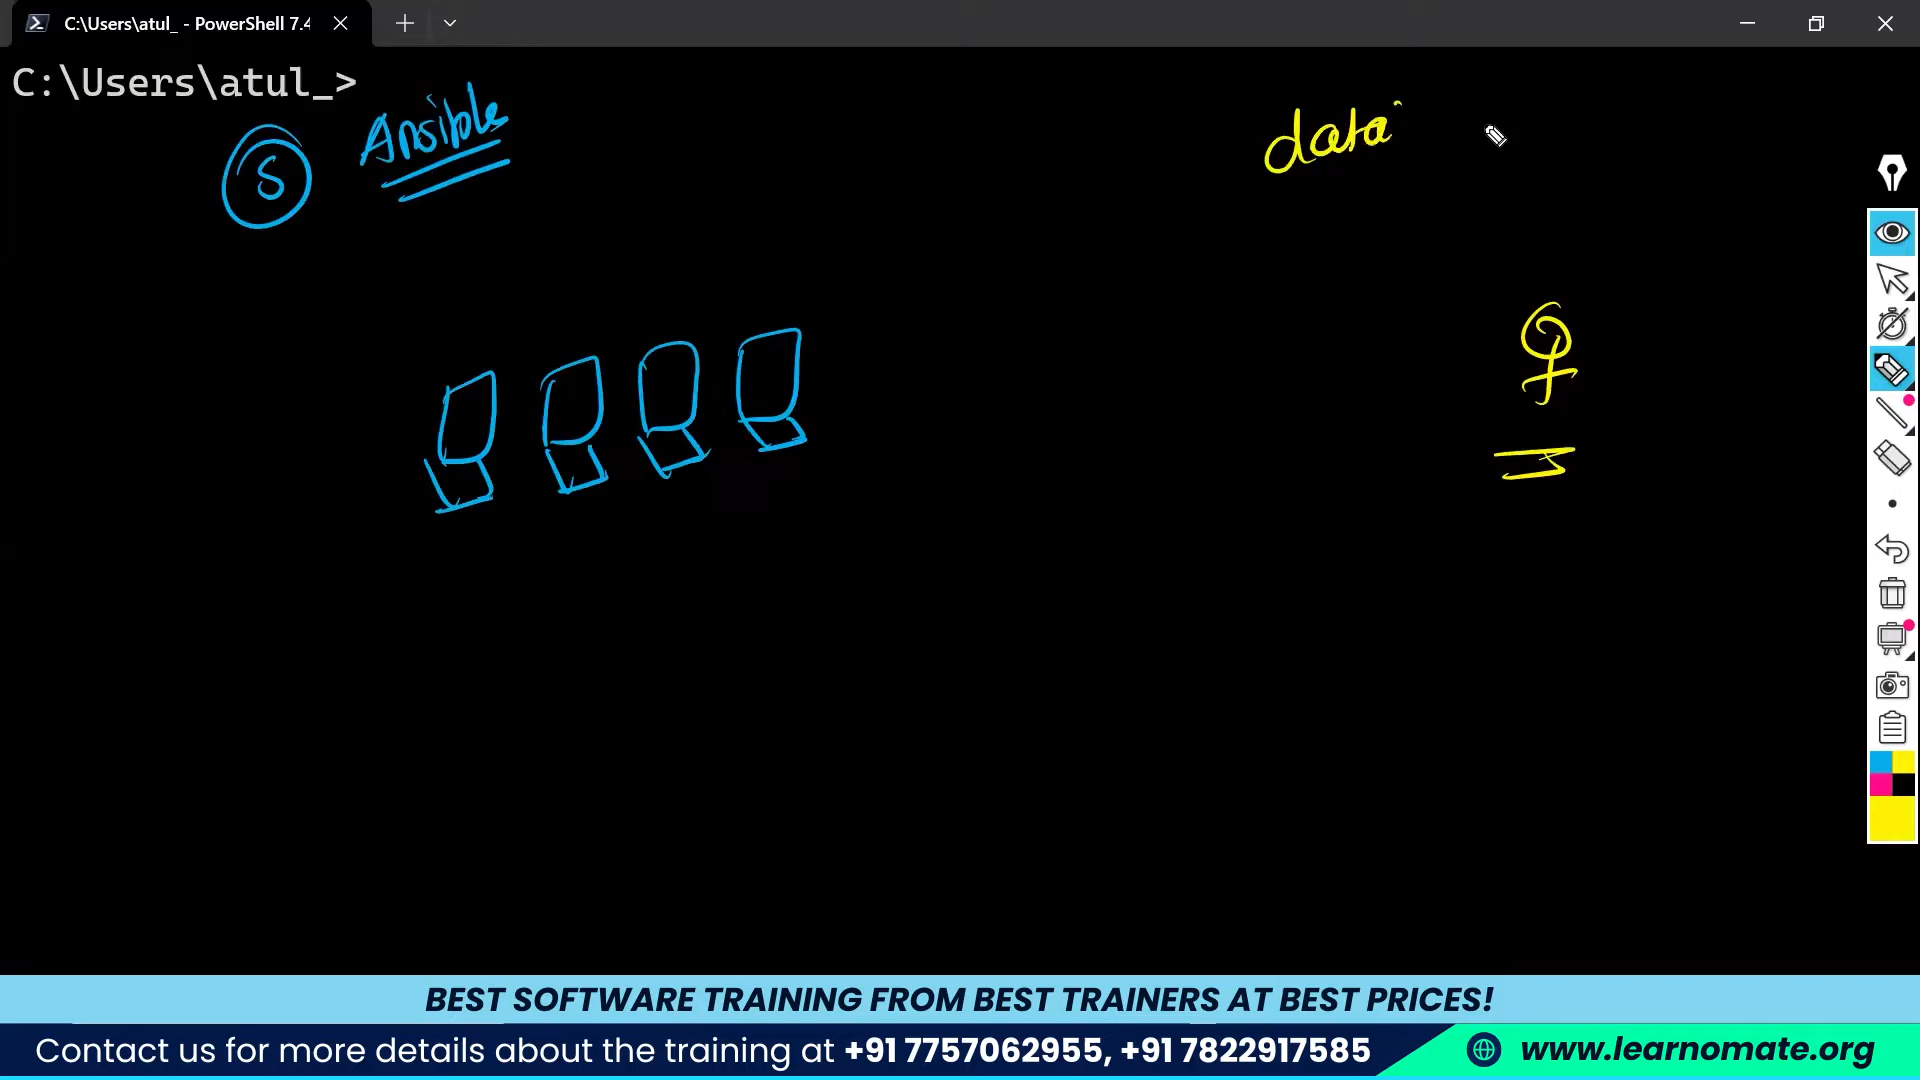 C:\Users\atul_ - PowerShell 7.4
C:\Users\atul_>
Ansible
S
data
BEST SOFTWARE TRAINING FROM BEST TRAINERS AT BEST PRICES!
Contact us for more details about the training at +91 7757062955, +91 7822917585
www.learnomate.org